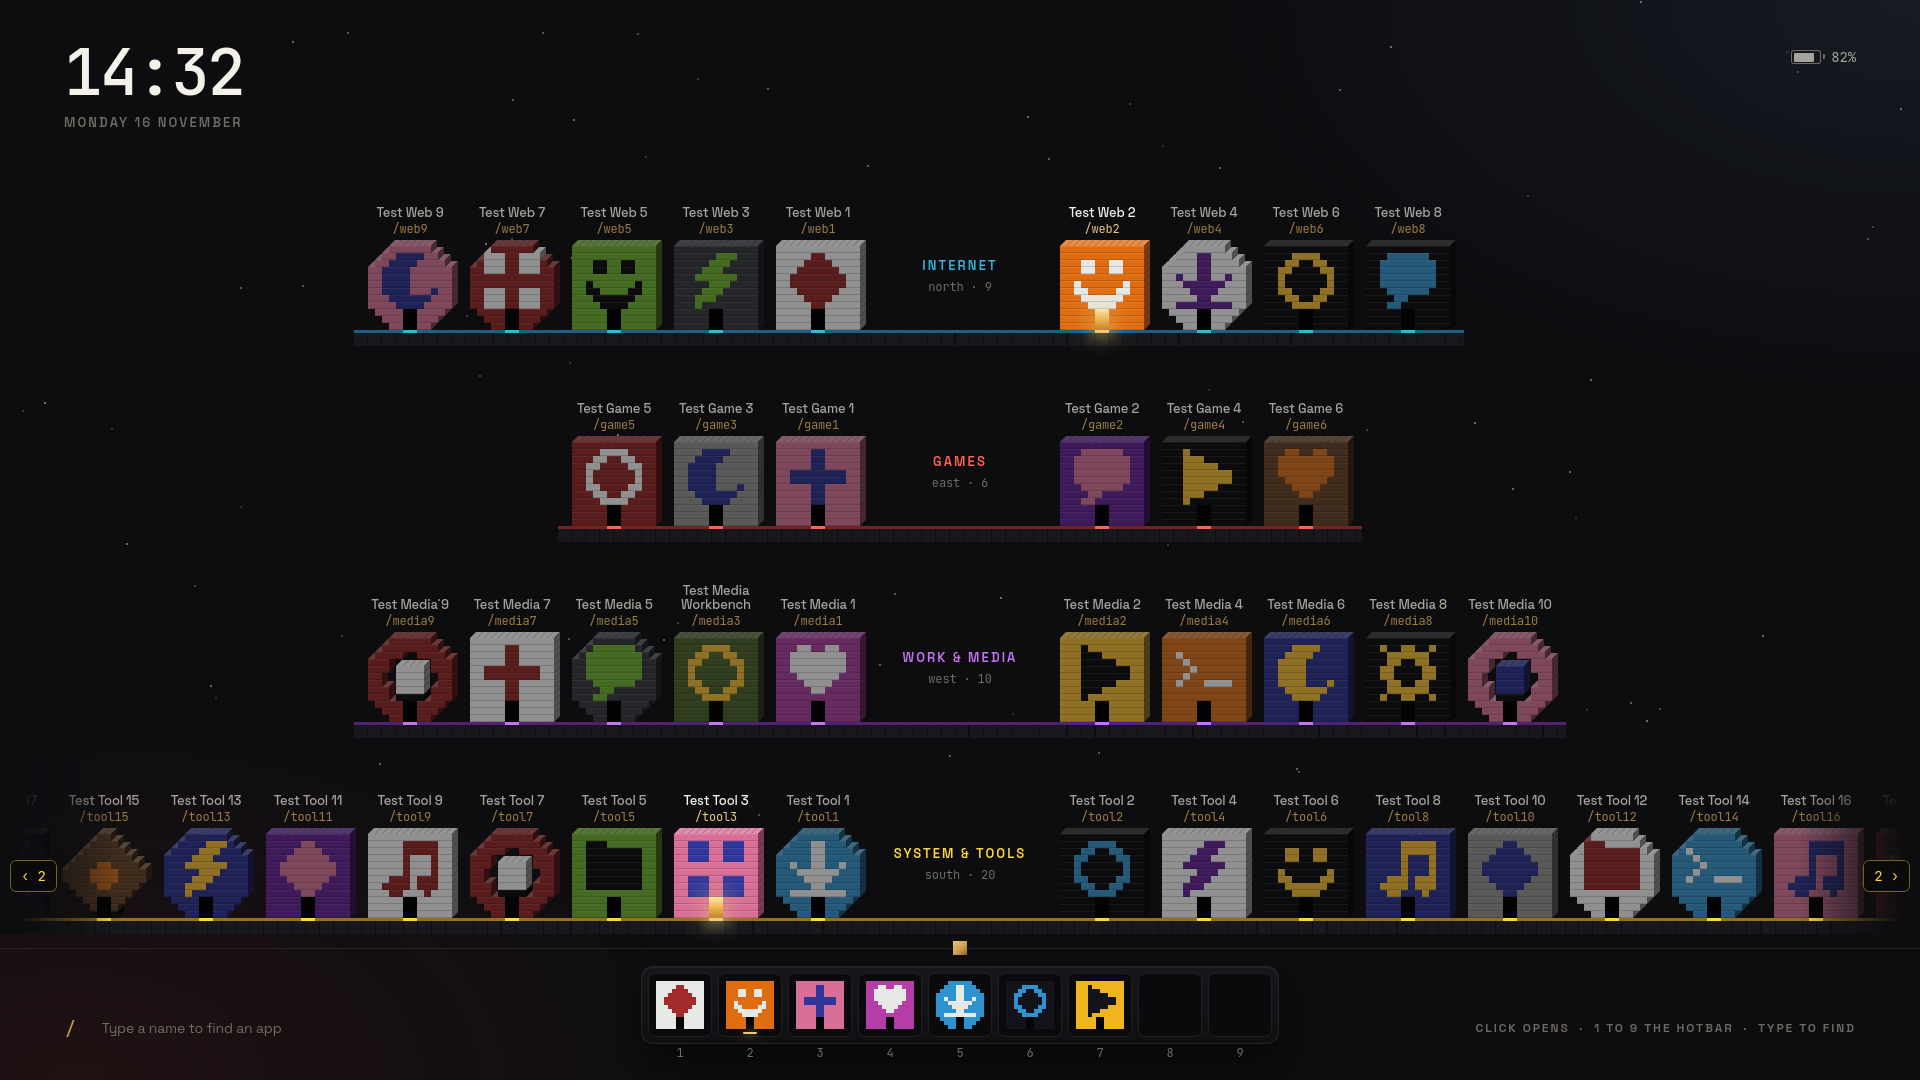 14:32
MONDAY 16 NOVEMBER
82%
Test Web 9
/web9
Test Web 7
/web7
Test Web 5
/web5
Test Web 3
/web3
Test Web 1
/web1
INTERNET
north · 9
Test Web 2
/web2
Test Web 4
/web4
Test Web 6
/web6
Test Web 8
/web8
Test Game 5
/game5
Test Game 3
/game3
Test Game 1
/game1
GAMES
east · 6
Test Game 2
/game2
Test Game 4
/game4
Test Game 6
/game6
Test Media 9
/media9
Test Media 7
/media7
Test Media 5
/media5
Test Media
Workbench
/media3
Test Media 1
/media1
WORK & MEDIA
west · 10
Test Media 2
/media2
Test Media 4
/media4
Test Media 6
/media6
Test Media 8
/media8
Test Media 10
/media10
17
Test Tool 15
/tool15
Test Tool 13
/tool13
Test Tool 11
/tool11
Test Tool 9
/tool9
Test Tool 7
/tool7
Test Tool 5
/tool5
Test Tool 3
/tool3
Test Tool 1
/tool1
SYSTEM & TOOLS
south · 20
Test Tool 2
/tool2
Test Tool 4
/tool4
Test Tool 6
/tool6
Test Tool 8
/tool8
Test Tool 10
/tool10
Test Tool 12
/tool12
Test Tool 14
/tool14
Test Tool 16
/tool16
‹ 2
2 ›
/ Type a name to find an app
1 2 3 4 5 6 7 8 9
CLICK OPENS · 1 TO 9 THE HOTBAR · TYPE TO FIND